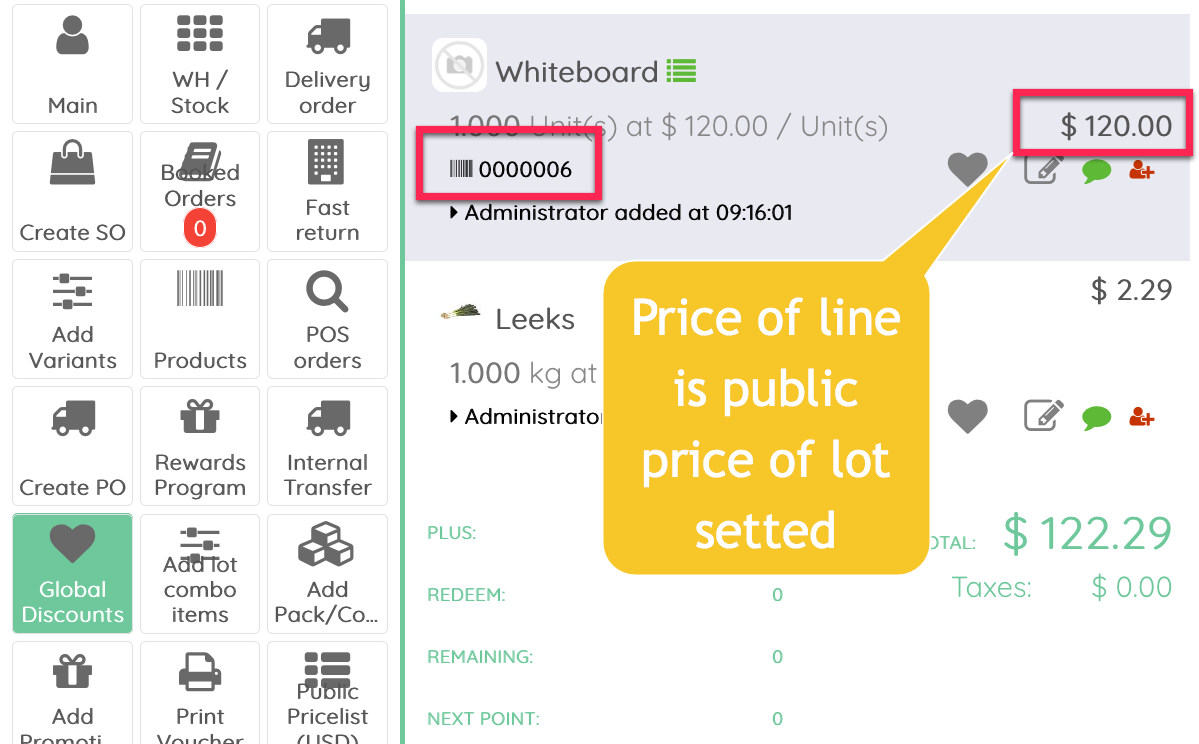 Main
WH /
Stock
Delivery
order
Create SO
Booked
Orders
0
Fast
return
Add
Variants
Products
POS
orders
Create PO
Rewards
Program
Internal
Transfer
Global
Discounts
Add lot
combo
items
Add
Pack/Co...
Add
Promoti...
Print
Voucher
Public
Pricelist
(USD)
Whiteboard
1.000 Unit(s) at $ 120.00 / Unit(s)
$ 120.00
0000006
Administrator added at 09:16:01
Leeks
$ 2.29
1.000 kg at
Administrator
Price of line
is public
price of lot
setted
PLUS:
OTAL: $ 122.29
Taxes: $ 0.00
REDEEM: 0
REMAINING: 0
NEXT POINT: 0